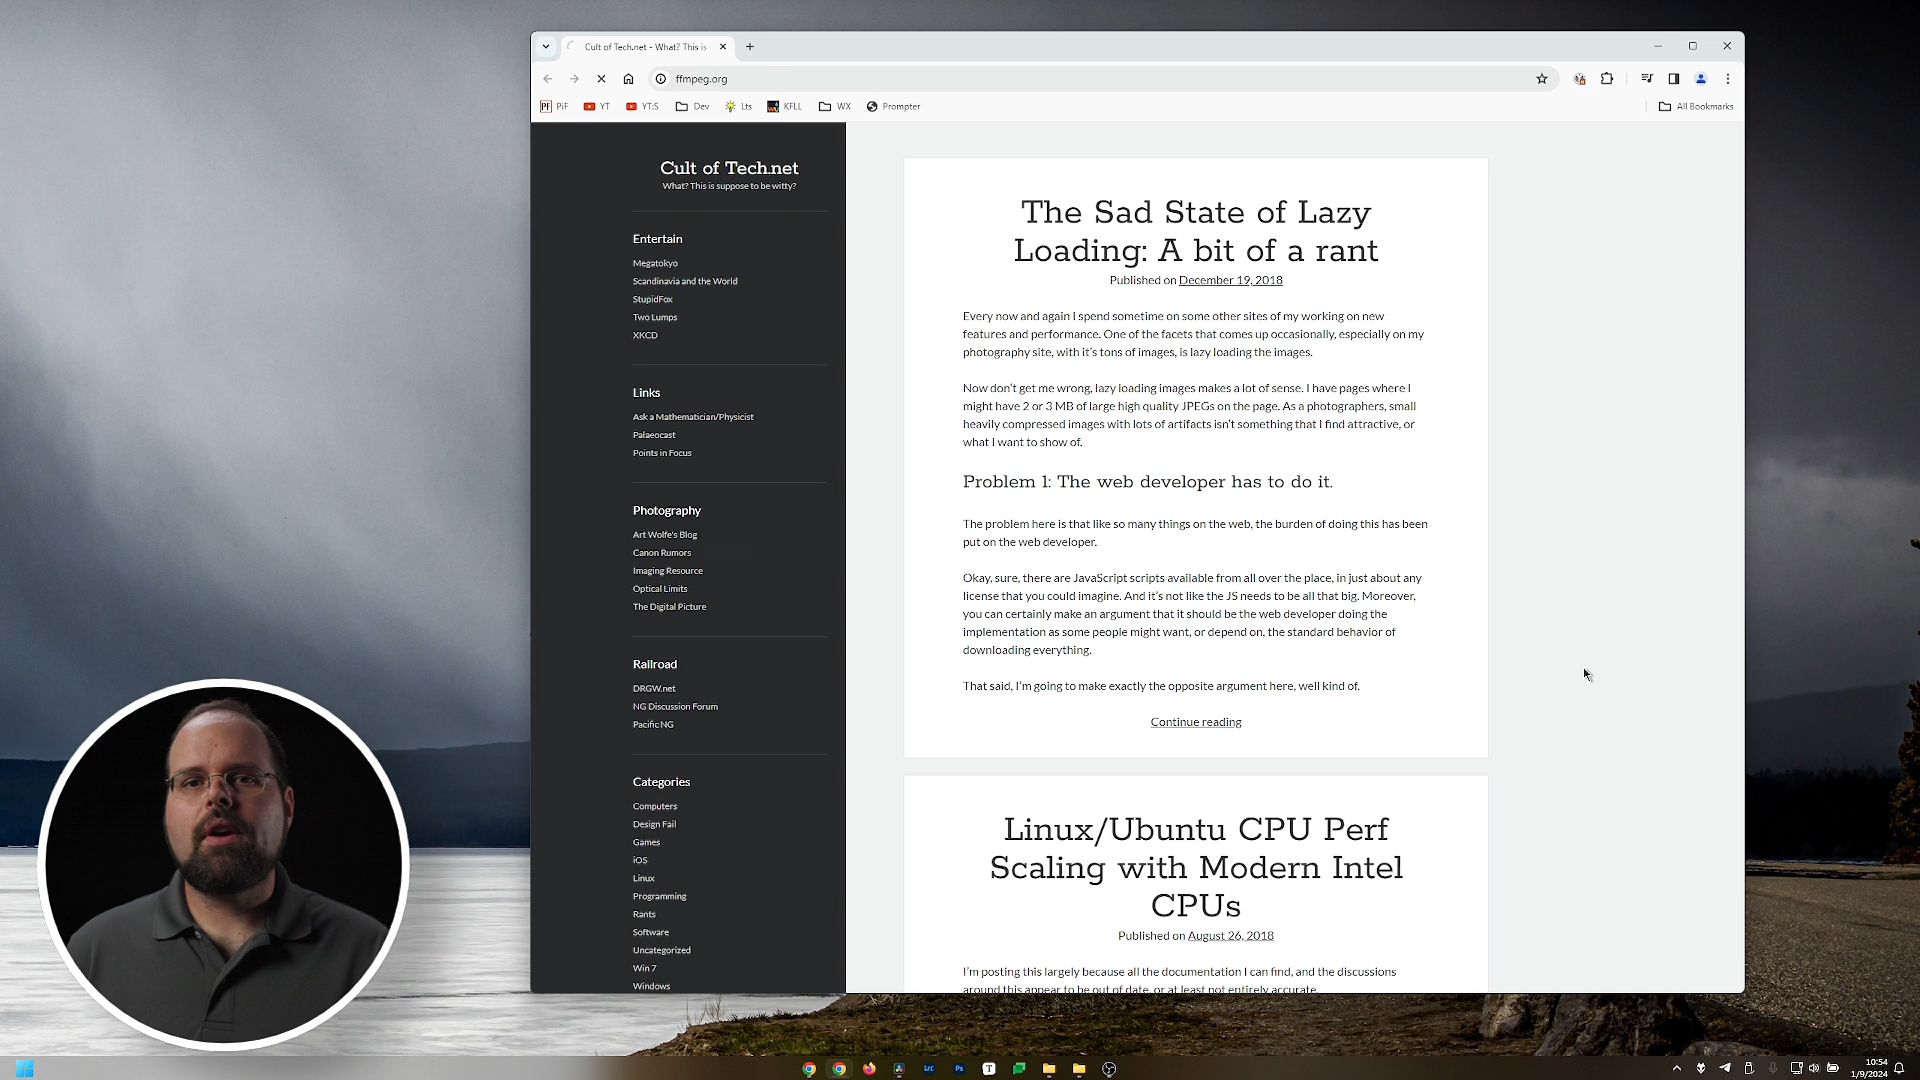 Cult of Tech.net - What? This is
ffmpeg.org
PiF
YT
YT:S
Dev
Lts
KFLL
WX
Prompter
All Bookmarks
Cult of Tech.net
What? This is suppose to be witty?
Entertain
Megatokyo
Scandinavia and the World
StupidFox
Two Lumps
XKCD
Links
Ask a Mathematician/Physicist
Palaeocast
Points in Focus
Photography
Art Wolfe's Blog
Canon Rumors
Imaging Resource
Optical Limits
The Digital Picture
Railroad
DRGW.net
NG Discussion Forum
Pacific NG
Categories
Computers
Design Fail
Games
iOS
Linux
Programming
Rants
Software
Uncategorized
Win 7
Windows
The Sad State of Lazy
Loading: A bit of a rant
Published on December 19, 2018
Every now and again I spend sometime on some other sites of my working on new
features and performance. One of the facets that comes up occasionally, especially on my
photography site, with it's tons of images, is lazy loading the images.
Now don't get me wrong, lazy loading images makes a lot of sense. I have pages where I
might have 2 or 3 MB of large high quality JPEGs on the page. As a photographers, small
heavily compressed images with lots of artifacts isn't something that I find attractive, or
what I want to show of.
Problem 1: The web developer has to do it.
The problem here is that like so many things on the web, the burden of doing this has been
put on the web developer.
Okay, sure, there are JavaScript scripts available from all over the place, in just about any
license that you could imagine. And it's not like the JS needs to be all that big. Moreover,
you can certainly make an argument that it should be the web developer doing the
implementation as some people might want, or depend on, the standard behavior of
downloading everything.
That said, I'm going to make exactly the opposite argument here, well kind of.
Continue reading
Linux/Ubuntu CPU Perf
Scaling with Modern Intel
CPUs
Published on August 26, 2018
I'm posting this largely because all the documentation I can find, and the discussions
around this appear to be out of date, or at least not entirely accurate.
Lrc
Ps
T
10:54
1/9/2024